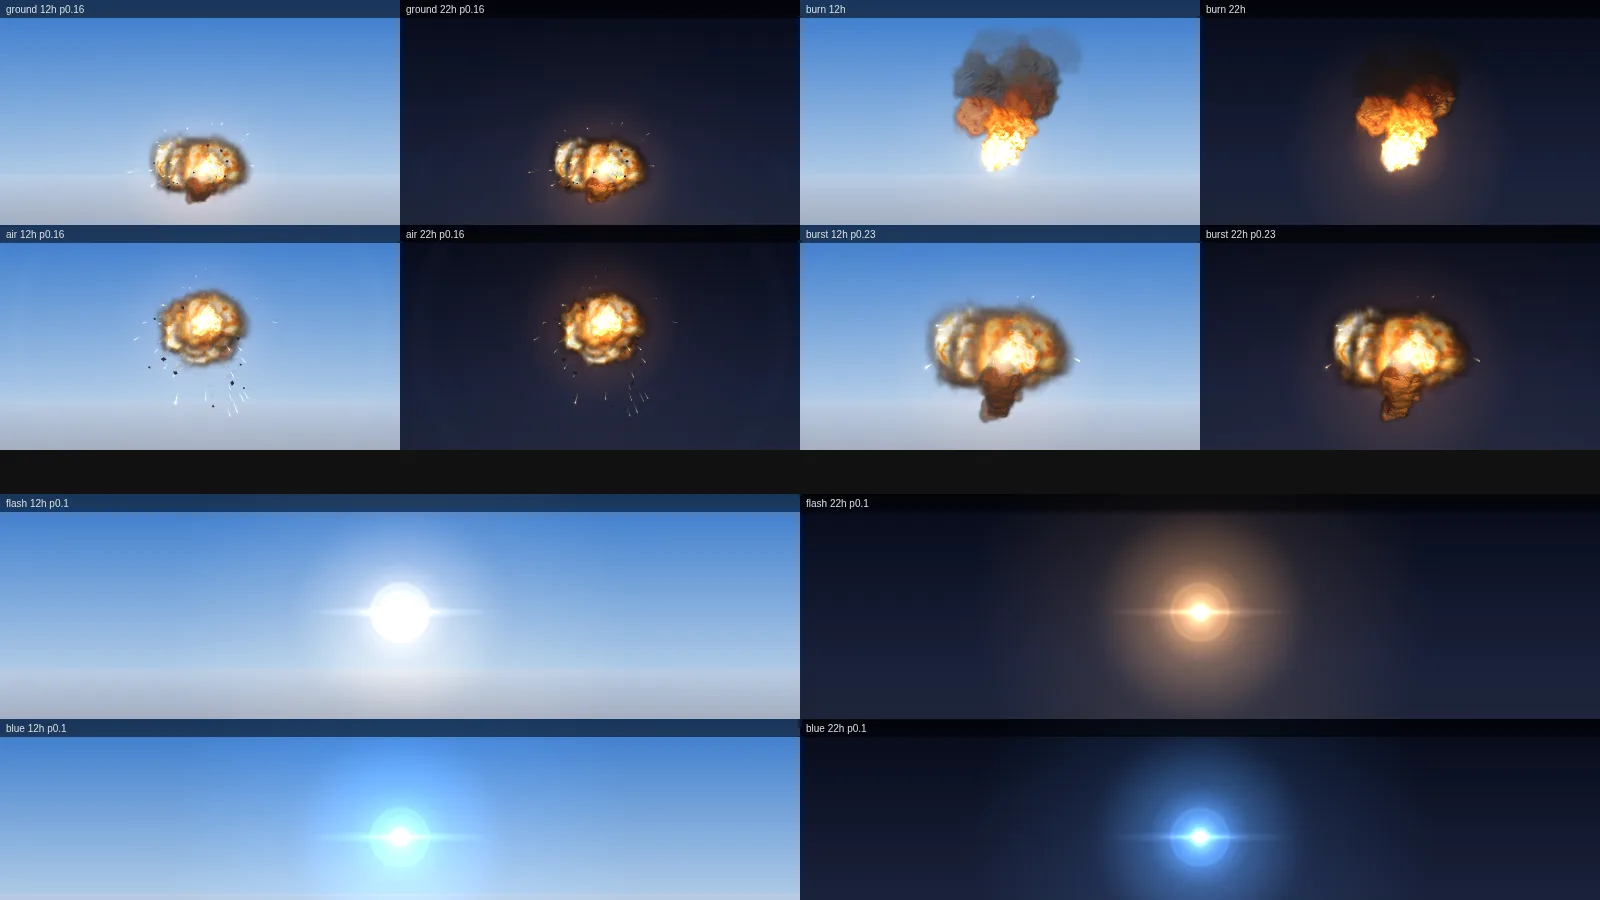 ground 12h p0.16
ground 22h p0.16
burn 12h
burn 22h
air 12h p0.16
air 22h p0.16
burst 12h p0.23
burst 22h p0.23
flash 12h p0.1
flash 22h p0.1
blue 12h p0.1
blue 22h p0.1